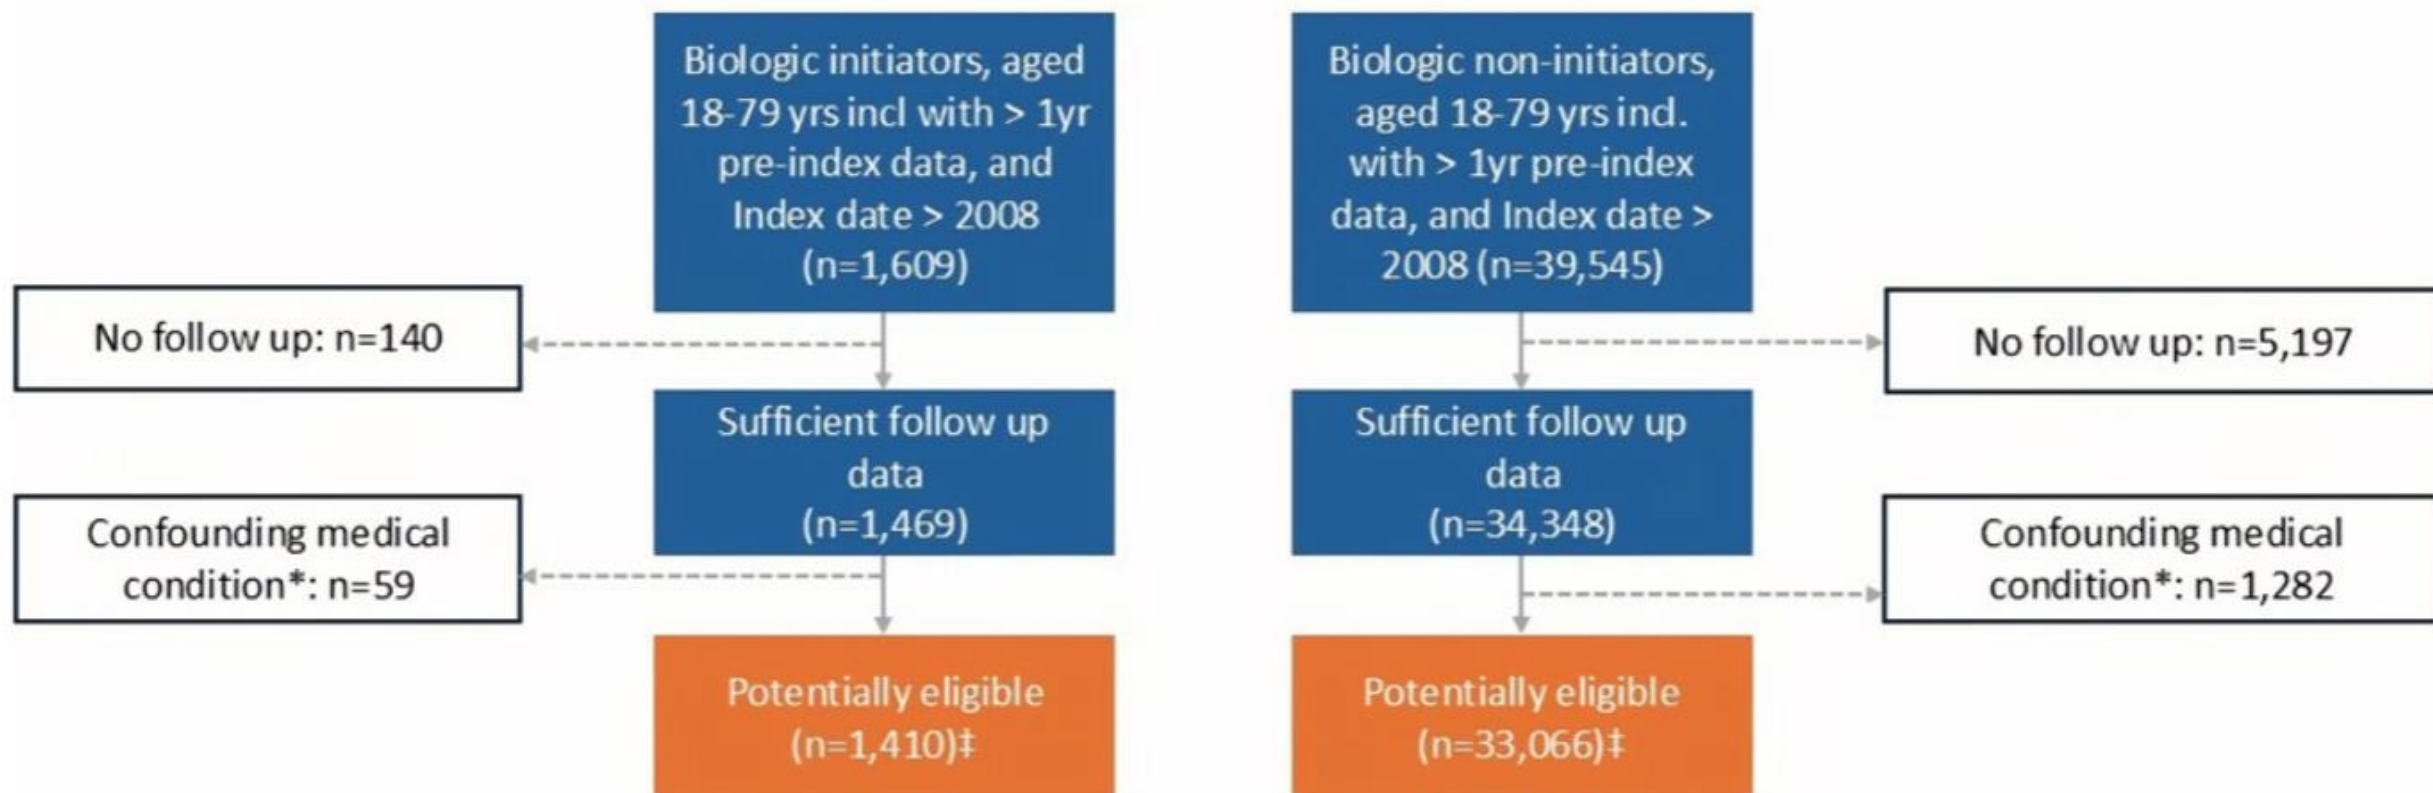 Biologic initiators, aged
18-79 yrs incl with > 1yr
pre-index data, and
Index date > 2008
(n=1,609)
Biologic non-initiators,
aged 18-79 yrs incl.
with > 1yr pre-index
data, and Index date >
2008 (n=39,545)
No follow up: n=140
No follow up: n=5,197
Sufficient follow up
data
(n=1,469)
Sufficient follow up
data
(n=34,348)
Confounding medical
condition*: n=59
Confounding medical
condition*: n=1,282
Potentially eligible
(n=1,410)‡
Potentially eligible
(n=33,066)‡